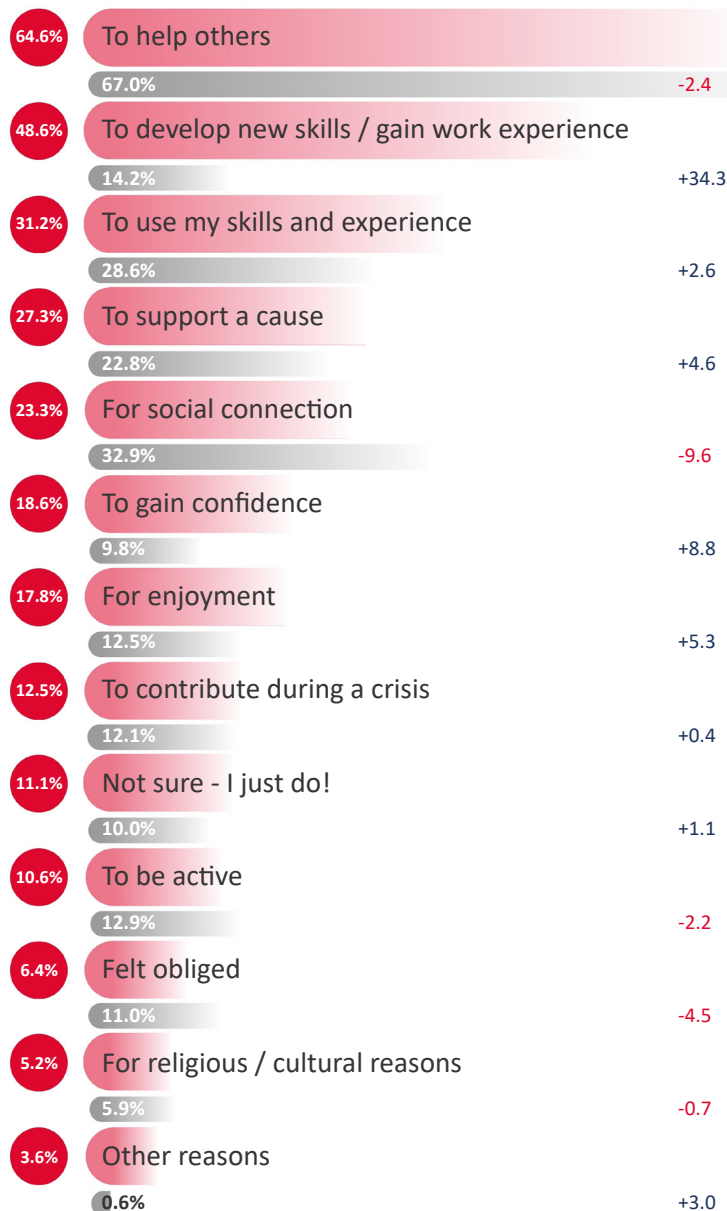 64.6% To help others
67.0% -2.4
48.6% To develop new skills / gain work experience
14.2% +34.3
31.2% To use my skills and experience
28.6% +2.6
27.3% To support a cause
22.8% +4.6
23.3% For social connection
32.9% -9.6
18.6% To gain confidence
9.8% +8.8
17.8% For enjoyment
12.5% +5.3
12.5% To contribute during a crisis
12.1% +0.4
11.1% Not sure - I just do!
10.0% +1.1
10.6% To be active
12.9% -2.2
6.4% Felt obliged
11.0% -4.5
5.2% For religious / cultural reasons
5.9% -0.7
3.6% Other reasons
0.6% +3.0